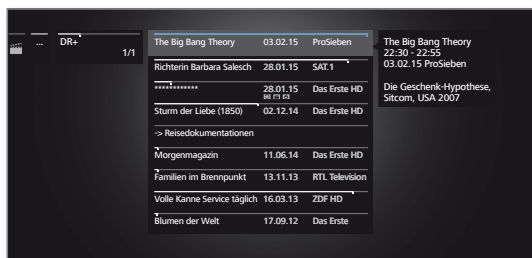 ... DR+
1/1
The Big Bang Theory 03.02.15 ProSieben
Richterin Barbara Salesch 28.01.15 SAT.1
************ 28.01.15 Das Erste HD
Sturm der Liebe (1850) 02.12.14 Das Erste HD
-> Reisedokumentationen
Morgenmagazin 11.06.14 Das Erste HD
Familien im Brennpunkt 13.11.13 RTL Television
Volle Kanne Service täglich 16.03.13 ZDF HD
Blumen der Welt 17.09.12 Das Erste
The Big Bang Theory
22:30 - 22:55
03.02.15 ProSieben
Die Geschenk-Hypothese,
Sitcom, USA 2007